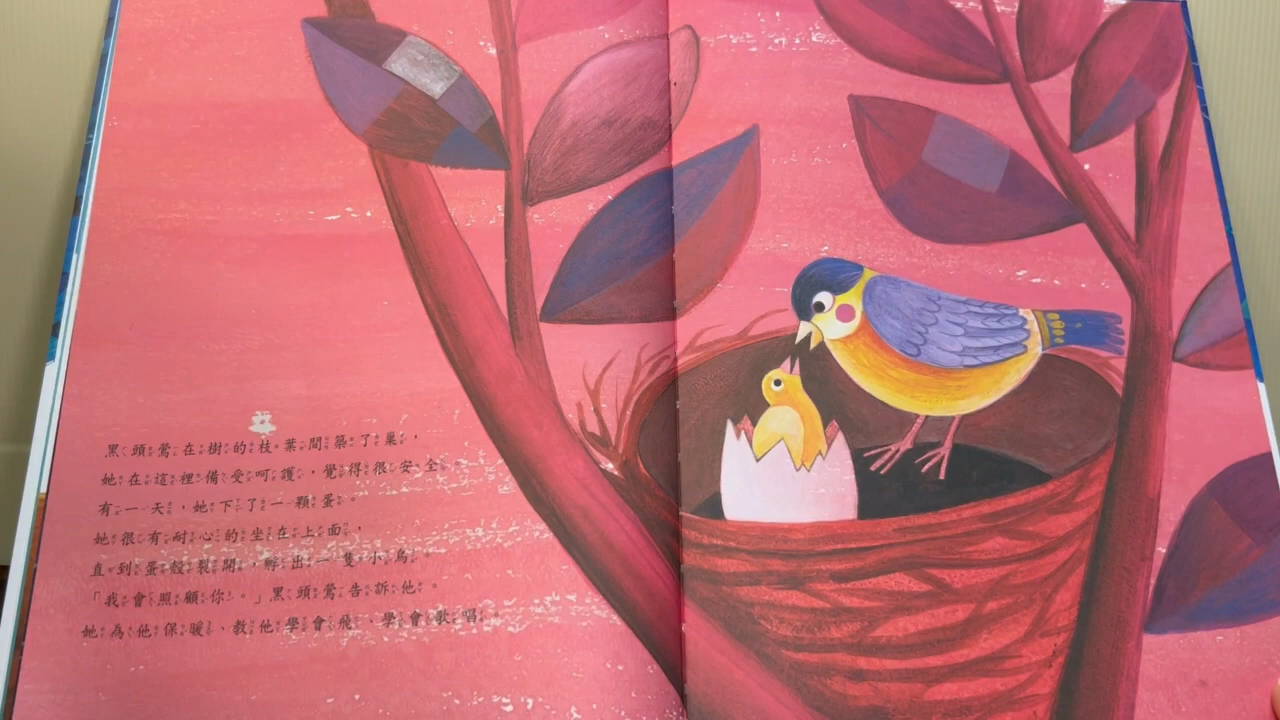 黑頭鶯在樹的枝葉間築了巢，
她在這裡備受呵護，覺得很安全。
有一天，她下了一顆蛋。
她很有耐心的坐在上面，
直到蛋殼裂開，孵出一隻小鳥。
「我會照顧你。」黑頭鶯告訴他。
她為他保暖、教他學會飛、學會歌唱。